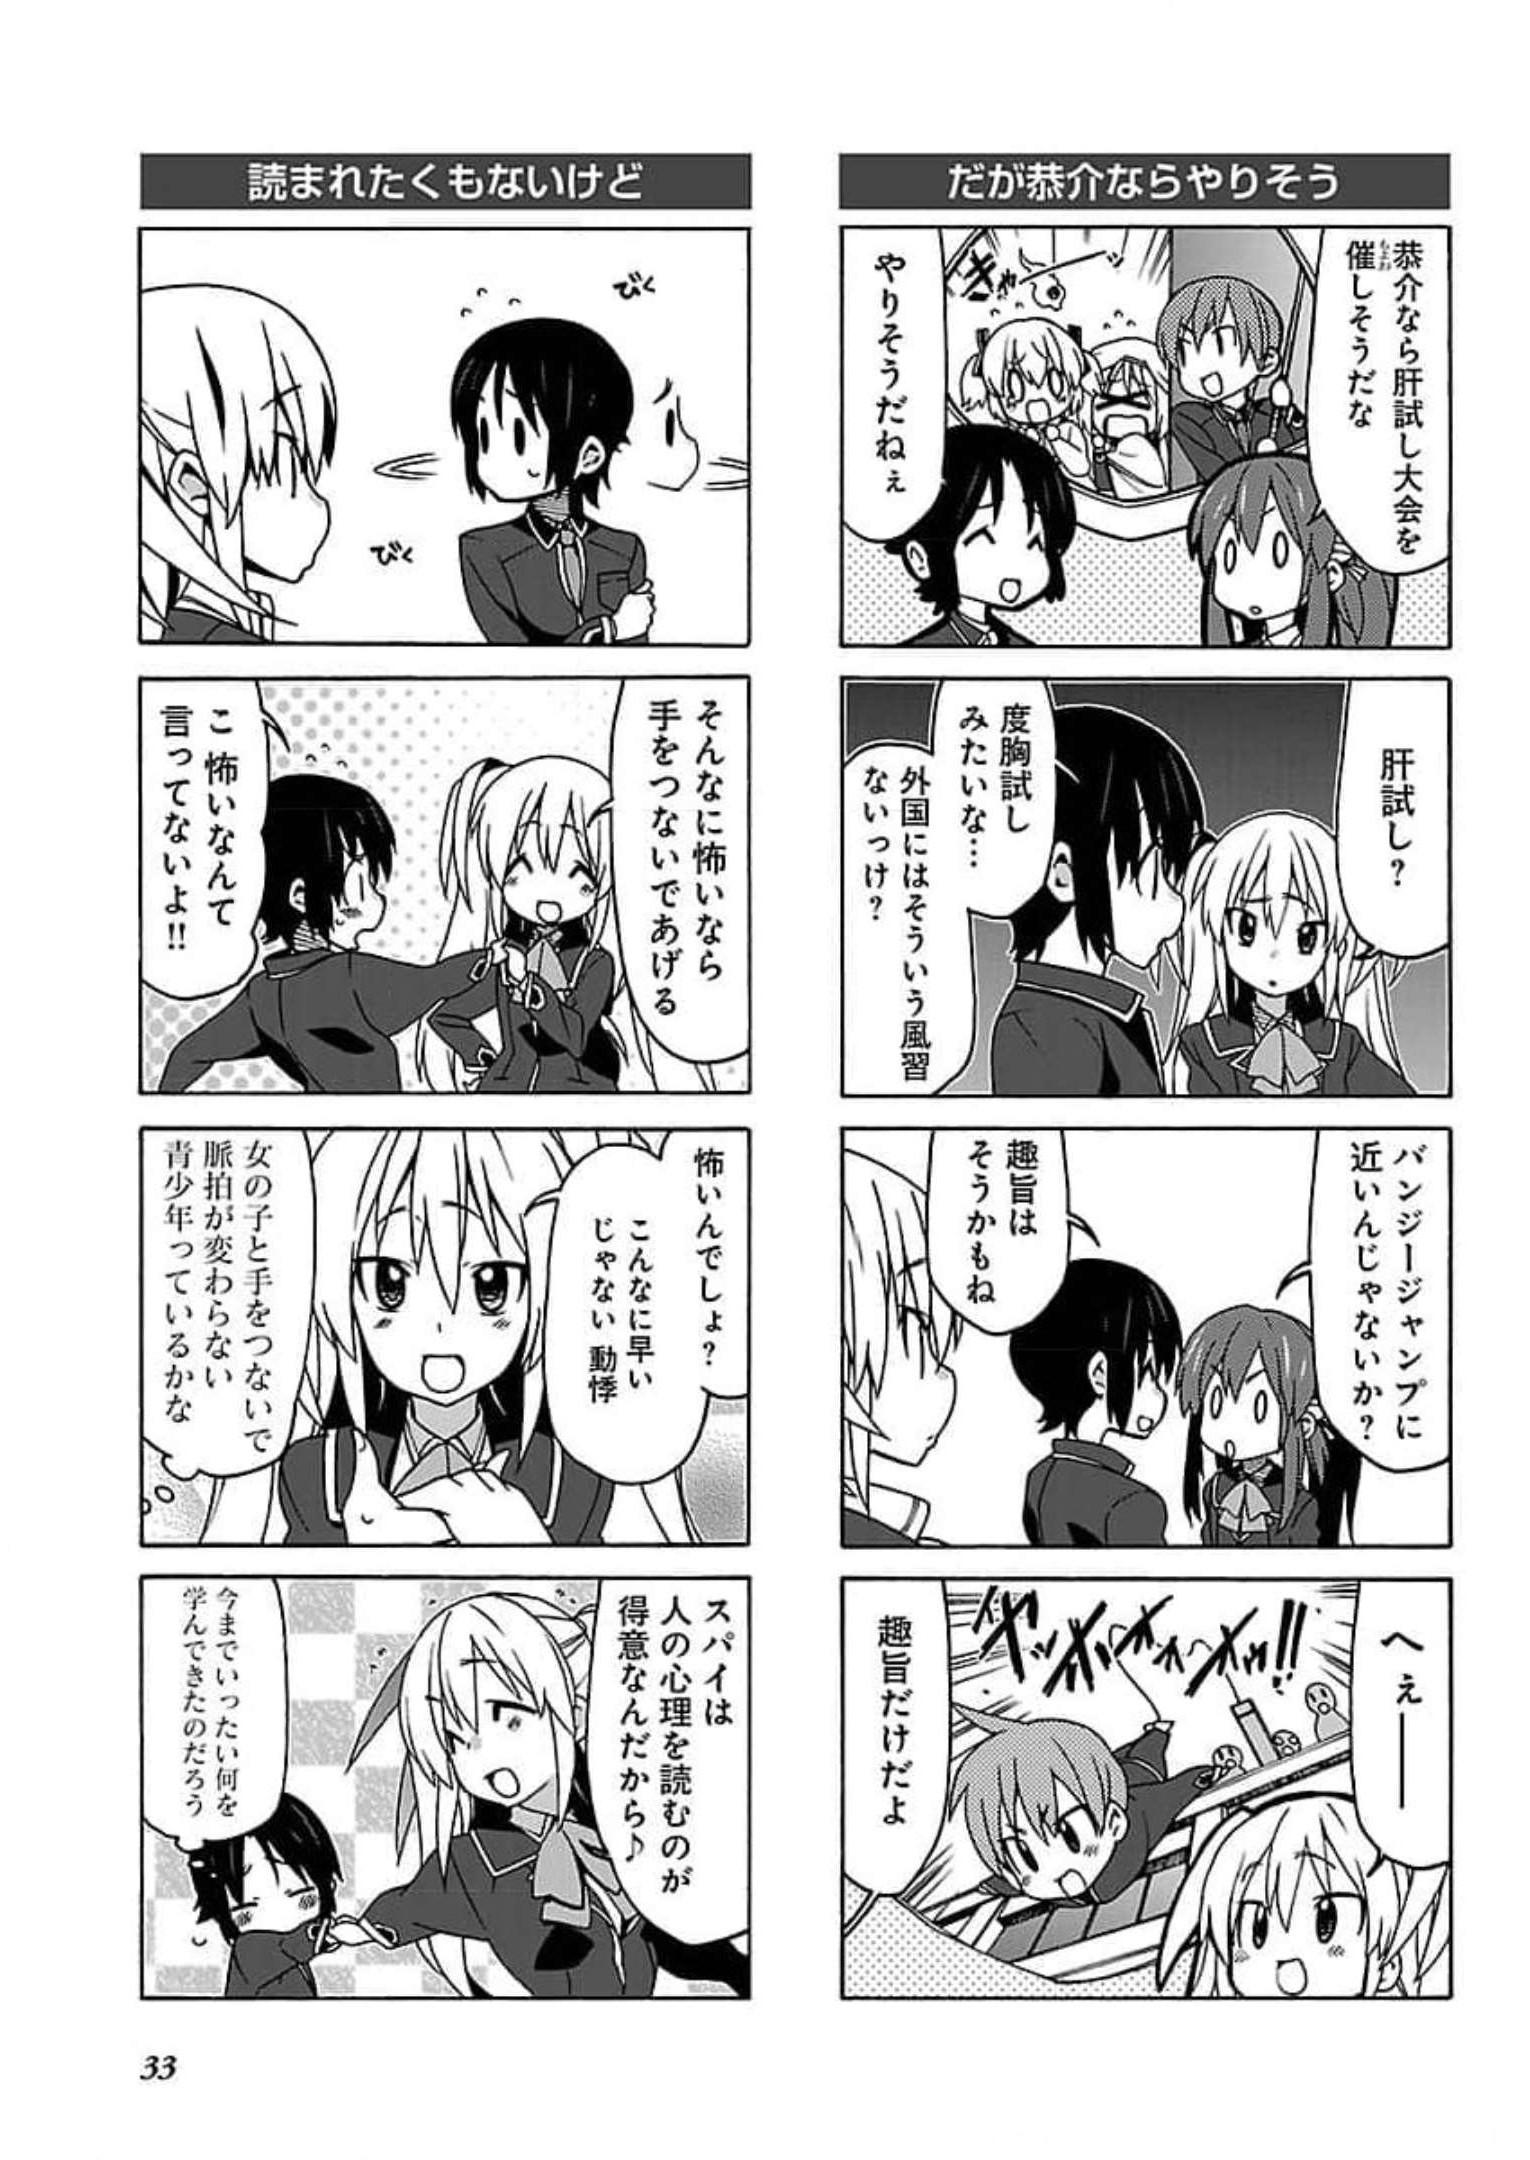 だが恭介ならやりそう
恭介なら肝試し大会を
催しそうだな
もよお
きゃーッ
やりそうだねぇ
肝試し?
度胸試し
みたいな…
外国にはそういう風習
ないっけ?
バンジージャンプに
近いんじゃないか?
趣旨は
そうかもね
へぇ──
趣旨だけだよ
読まれたくもないけど
びく
びく
そんなに怖いなら
手をつないであげる
こ 怖いなんて
言ってないよ!!
怖いんでしょ?
こんなに早い
じゃない 動悸
女の子と手をつないで
脈拍が変わらない
青少年っているかな
スパイは
人の心理を読むのが
得意なんだから♪
今までいったい何を
学んできたのだろう
33